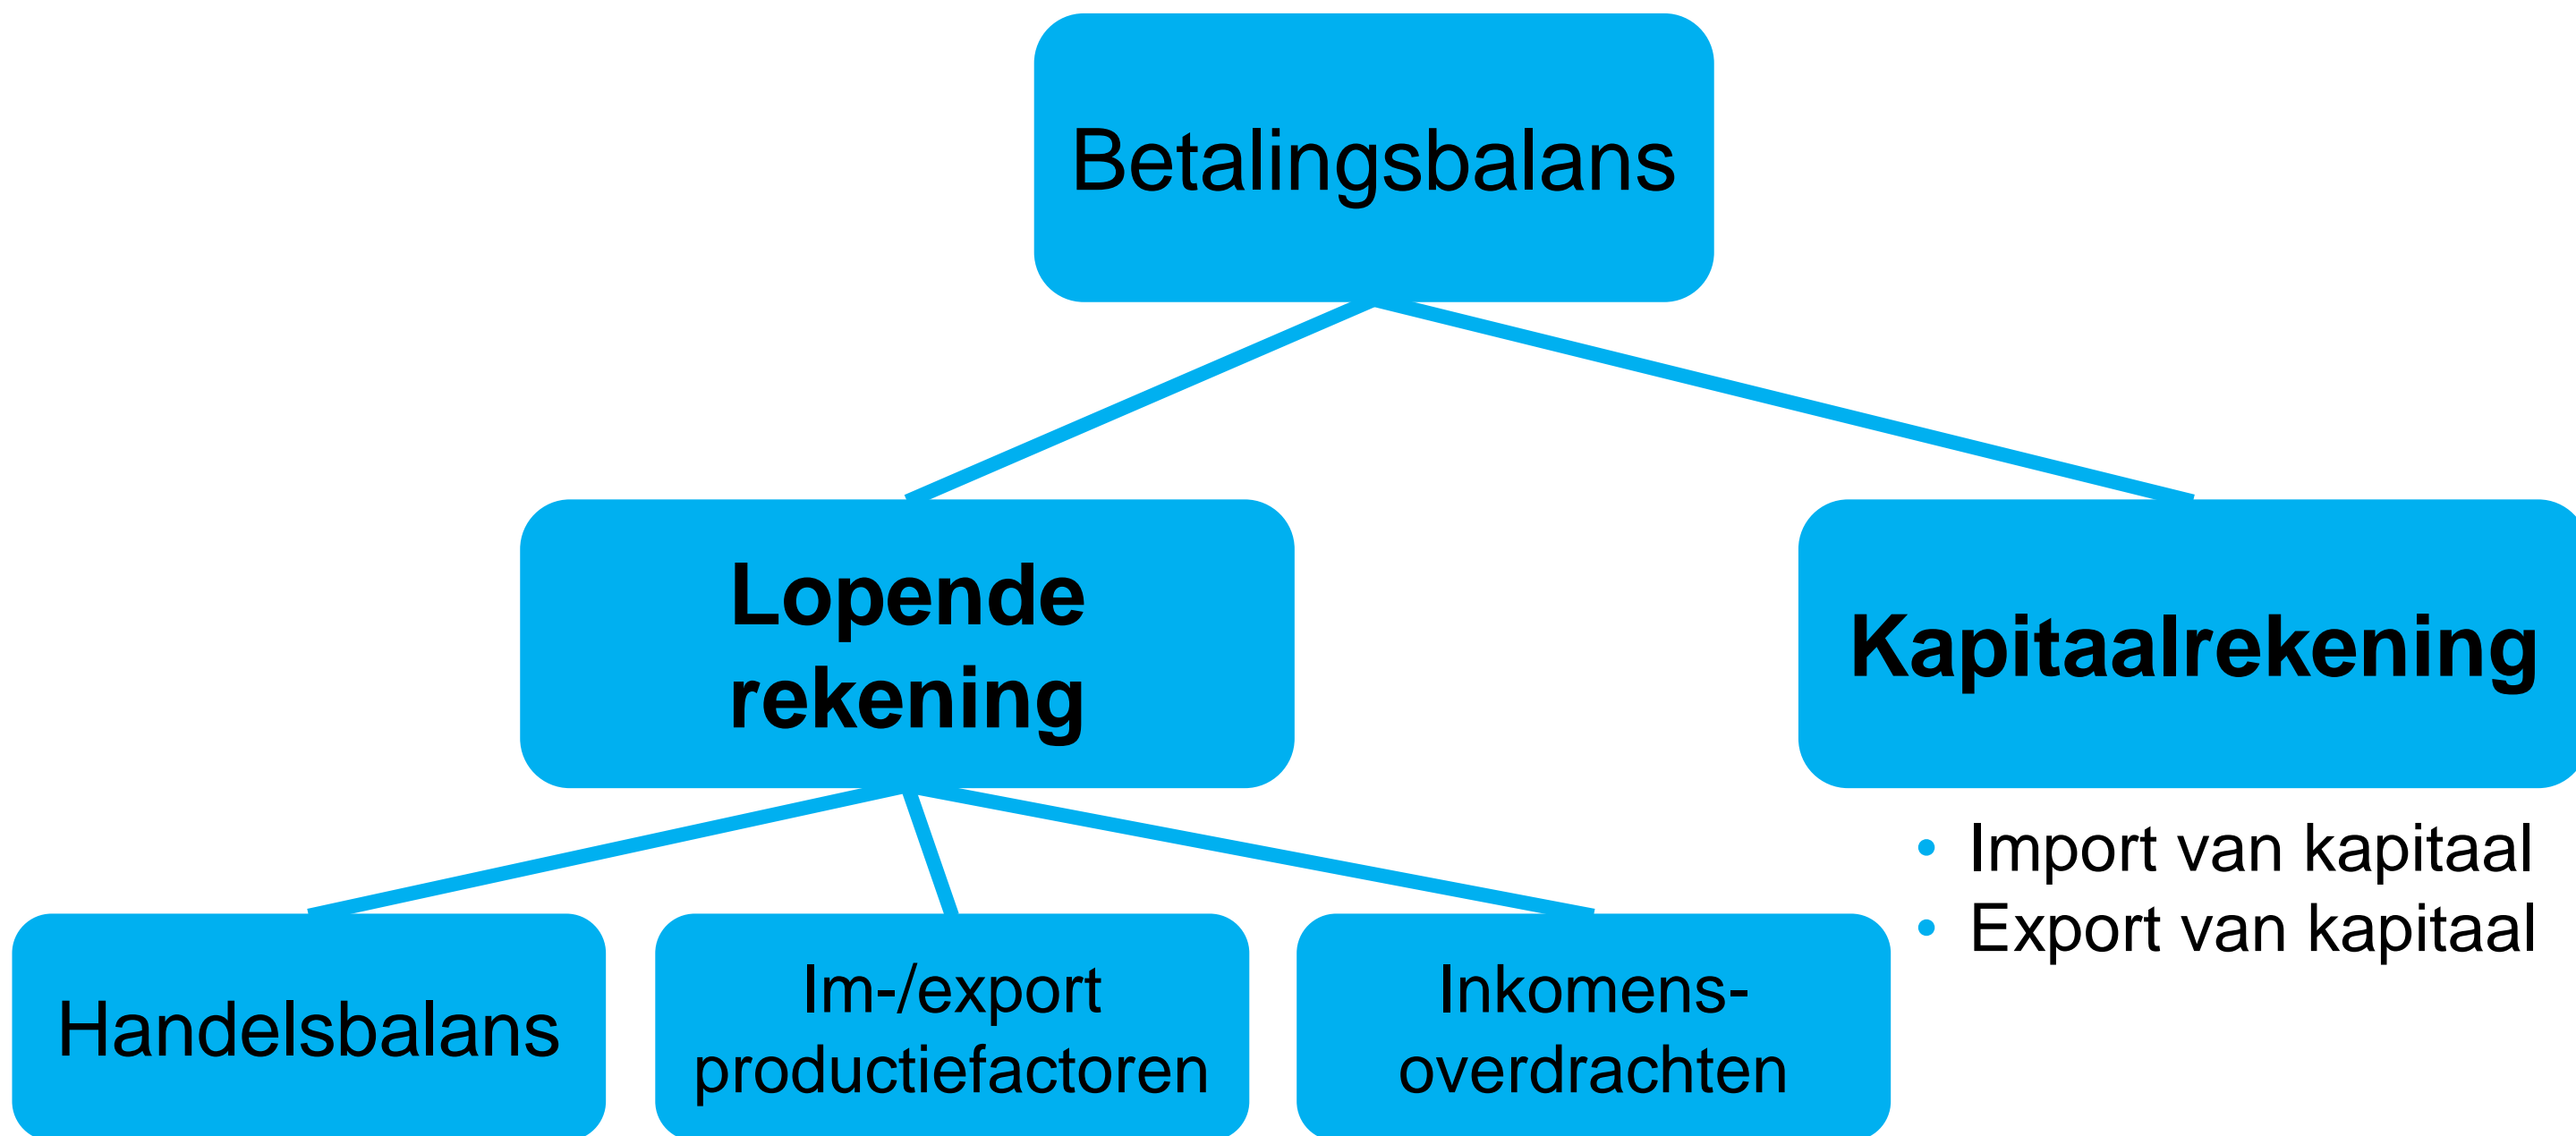 Betalingsbalans
Lopende
rekening
Kapitaalrekening
• Import van kapitaal
• Export van kapitaal
Handelsbalans
Im-/export
productiefactoren
Inkomens-
overdrachten